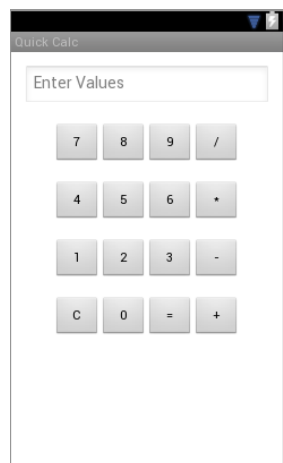 Quick Calc
Enter Values
7 8 9 /
4 5 6 *
1 2 3 -
C 0 = +